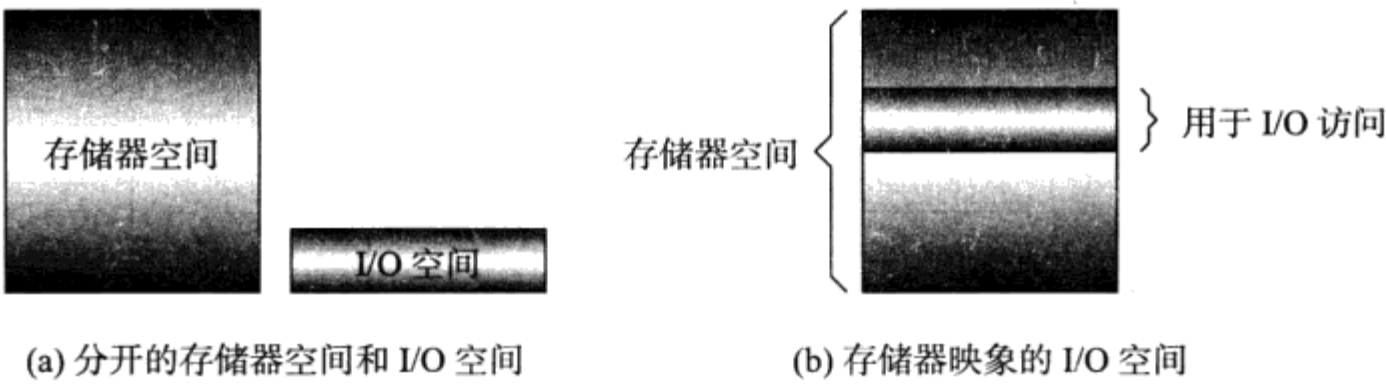 存储器空间
I/O 空间
(a) 分开的存储器空间和 I/O 空间
存储器空间
用于 I/O 访问
(b) 存储器映象的 I/O 空间